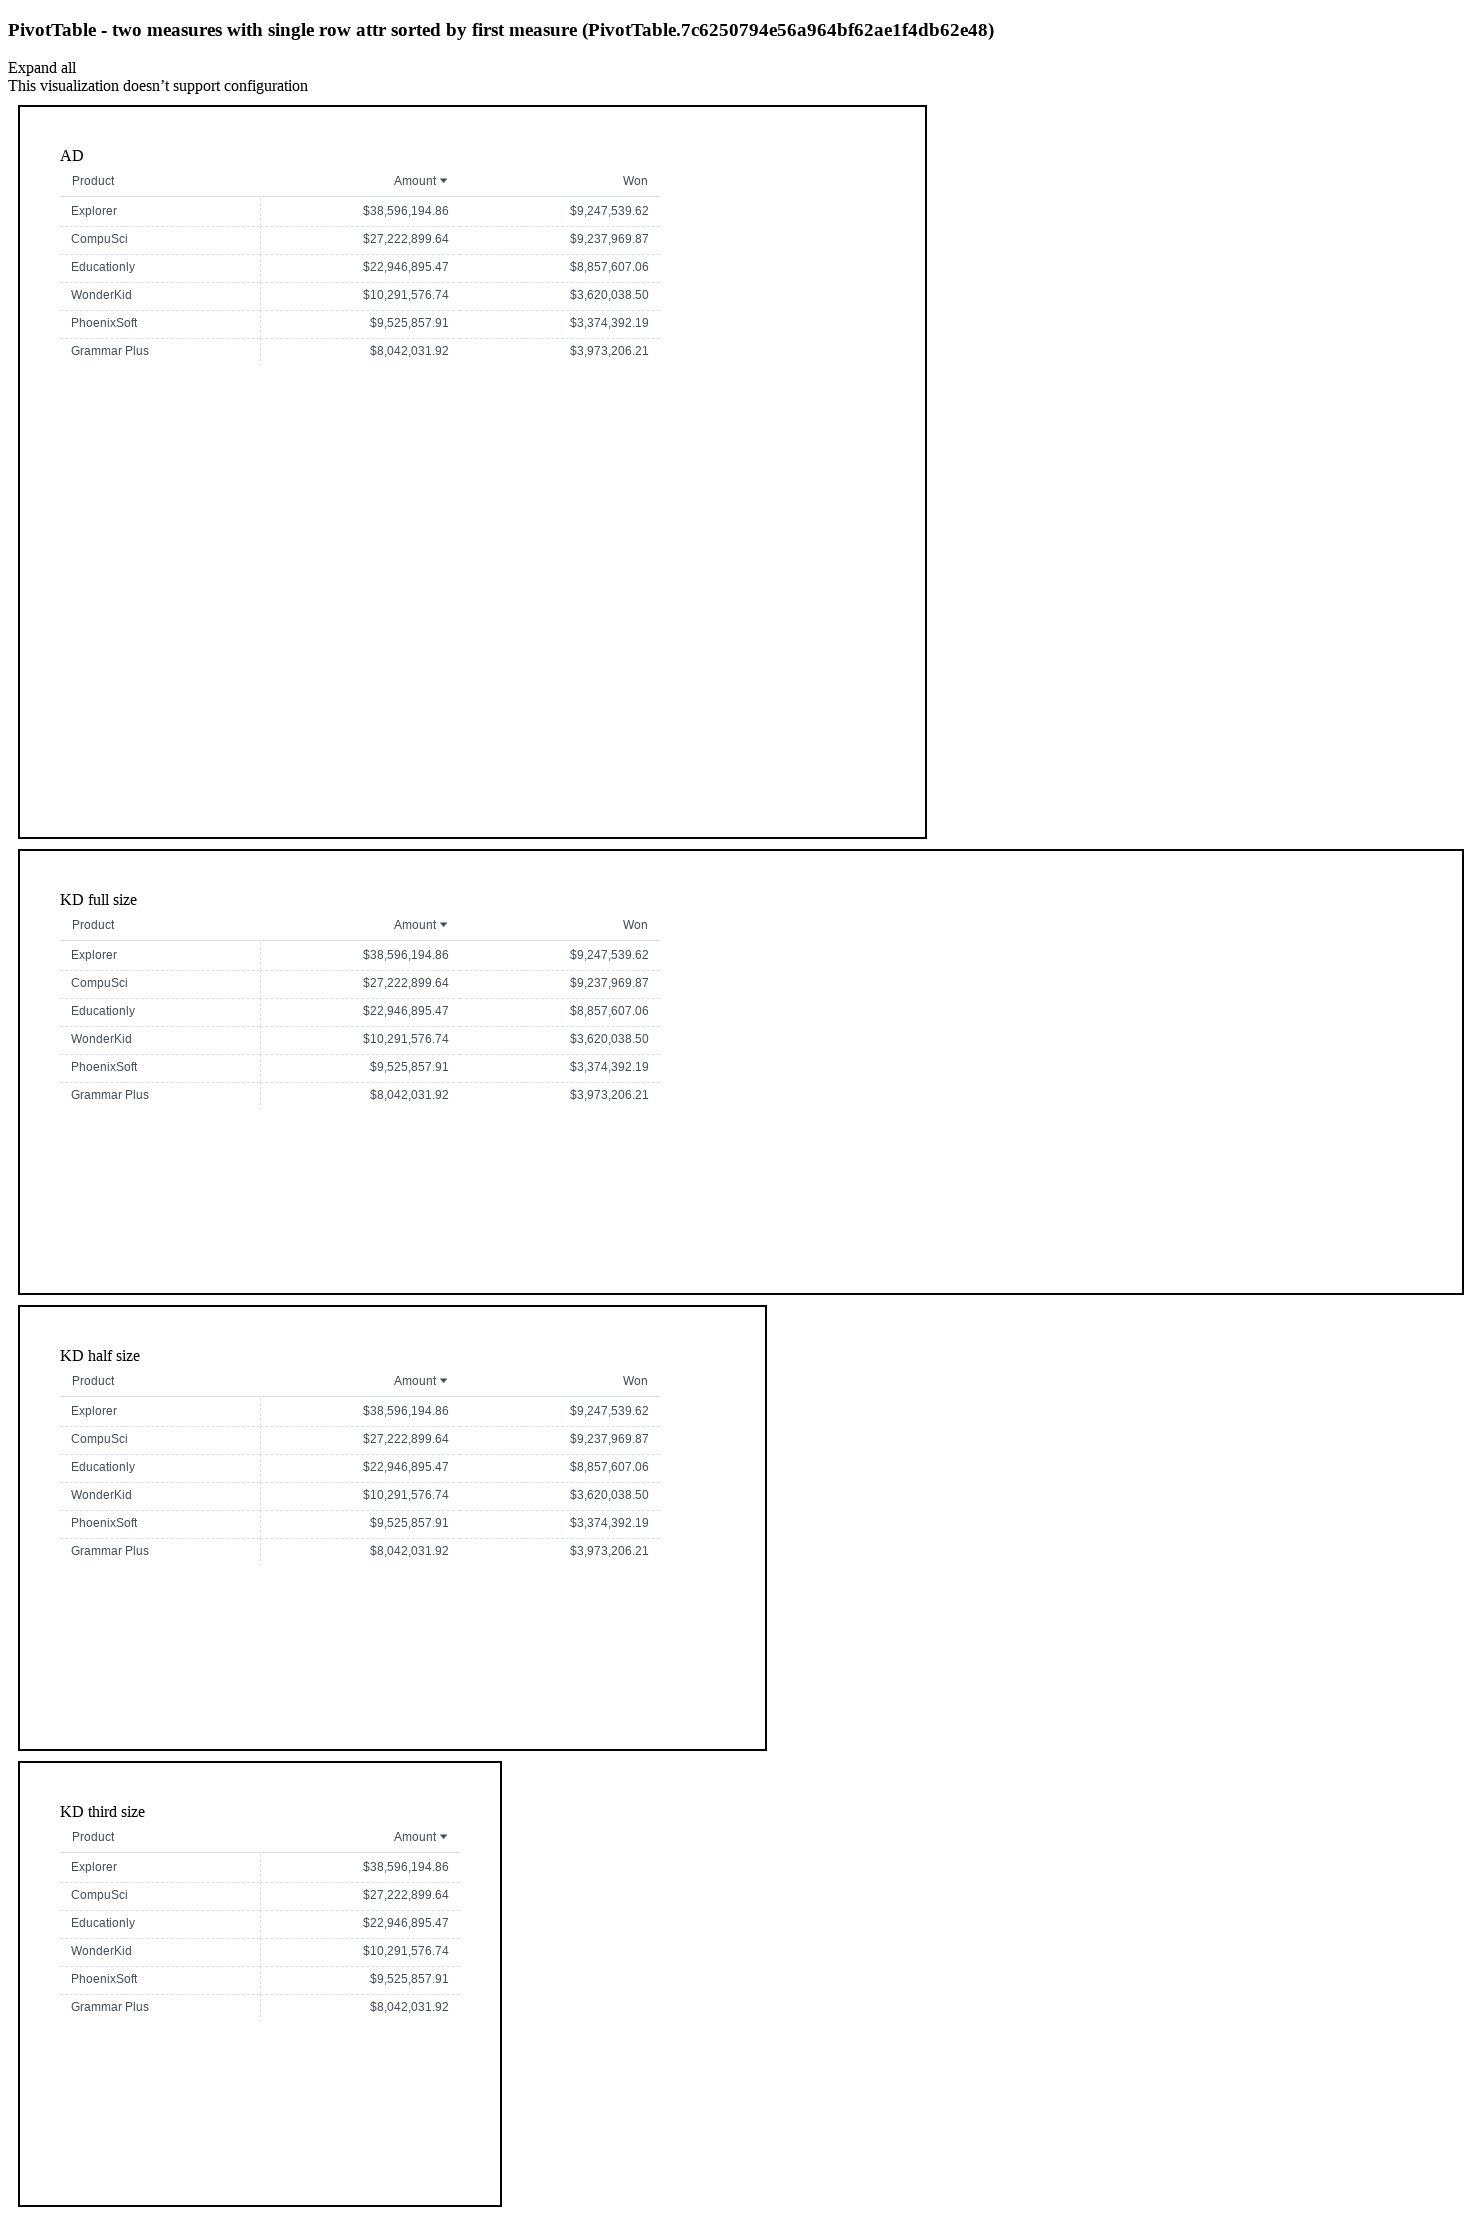 PivotTable - two measures with single row attr sorted by first measure (PivotTable.7c6250794e56a964bf62ae1f4db62e48)
Expand all
This visualization doesn’t support configuration
AD
Product Amount Won
Explorer $38,596,194.86 $9,247,539.62
CompuSci $27,222,899.64 $9,237,969.87
Educationly $22,946,895.47 $8,857,607.06
WonderKid $10,291,576.74 $3,620,038.50
PhoenixSoft $9,525,857.91 $3,374,392.19
Grammar Plus $8,042,031.92 $3,973,206.21
KD full size
Product Amount Won
Explorer $38,596,194.86 $9,247,539.62
CompuSci $27,222,899.64 $9,237,969.87
Educationly $22,946,895.47 $8,857,607.06
WonderKid $10,291,576.74 $3,620,038.50
PhoenixSoft $9,525,857.91 $3,374,392.19
Grammar Plus $8,042,031.92 $3,973,206.21
KD half size
Product Amount Won
Explorer $38,596,194.86 $9,247,539.62
CompuSci $27,222,899.64 $9,237,969.87
Educationly $22,946,895.47 $8,857,607.06
WonderKid $10,291,576.74 $3,620,038.50
PhoenixSoft $9,525,857.91 $3,374,392.19
Grammar Plus $8,042,031.92 $3,973,206.21
KD third size
Product Amount
Explorer $38,596,194.86
CompuSci $27,222,899.64
Educationly $22,946,895.47
WonderKid $10,291,576.74
PhoenixSoft $9,525,857.91
Grammar Plus $8,042,031.92